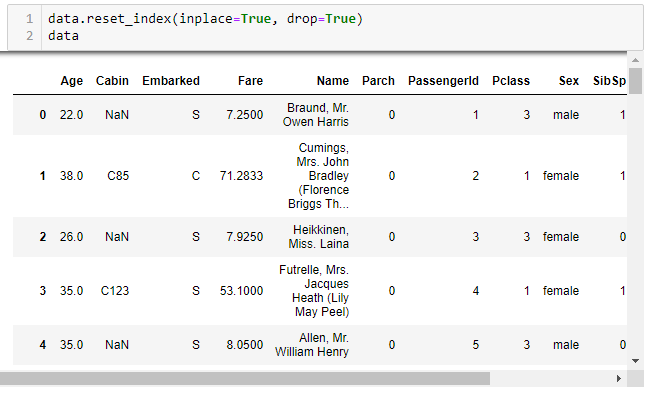 1 data.reset_index(inplace=True, drop=True)
2 data
Age Cabin Embarked Fare Name Parch PassengerId Pclass Sex SibSp
0 22.0 NaN S 7.2500 Braund, Mr. Owen Harris 0 1 3 male 1
1 38.0 C85 C 71.2833 Cumings, Mrs. John Bradley (Florence Briggs Th... 0 2 1 female 1
2 26.0 NaN S 7.9250 Heikkinen, Miss. Laina 0 3 3 female 0
3 35.0 C123 S 53.1000 Futrelle, Mrs. Jacques Heath (Lily May Peel) 0 4 1 female 1
4 35.0 NaN S 8.0500 Allen, Mr. William Henry 0 5 3 male 0